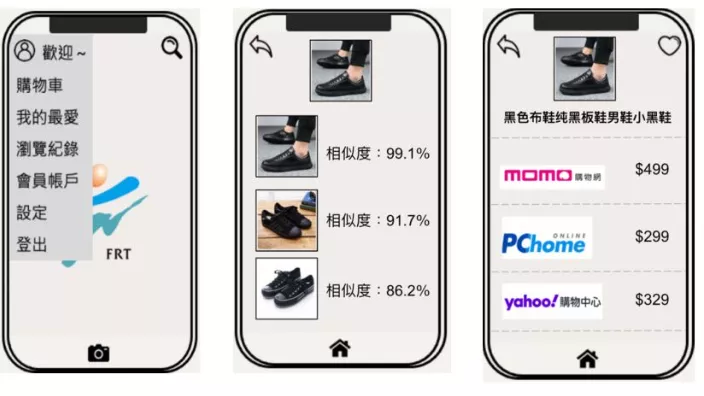 歡迎~
購物車
我的最愛
瀏覽紀錄
會員帳戶
設定
登出
FRT
相似度：99.1%
相似度：91.7%
相似度：86.2%
黑色布鞋纯黑板鞋男鞋小黑鞋
momo 購物網
$499
PChome ONLINE
$299
yahoo! 購物中心
$329